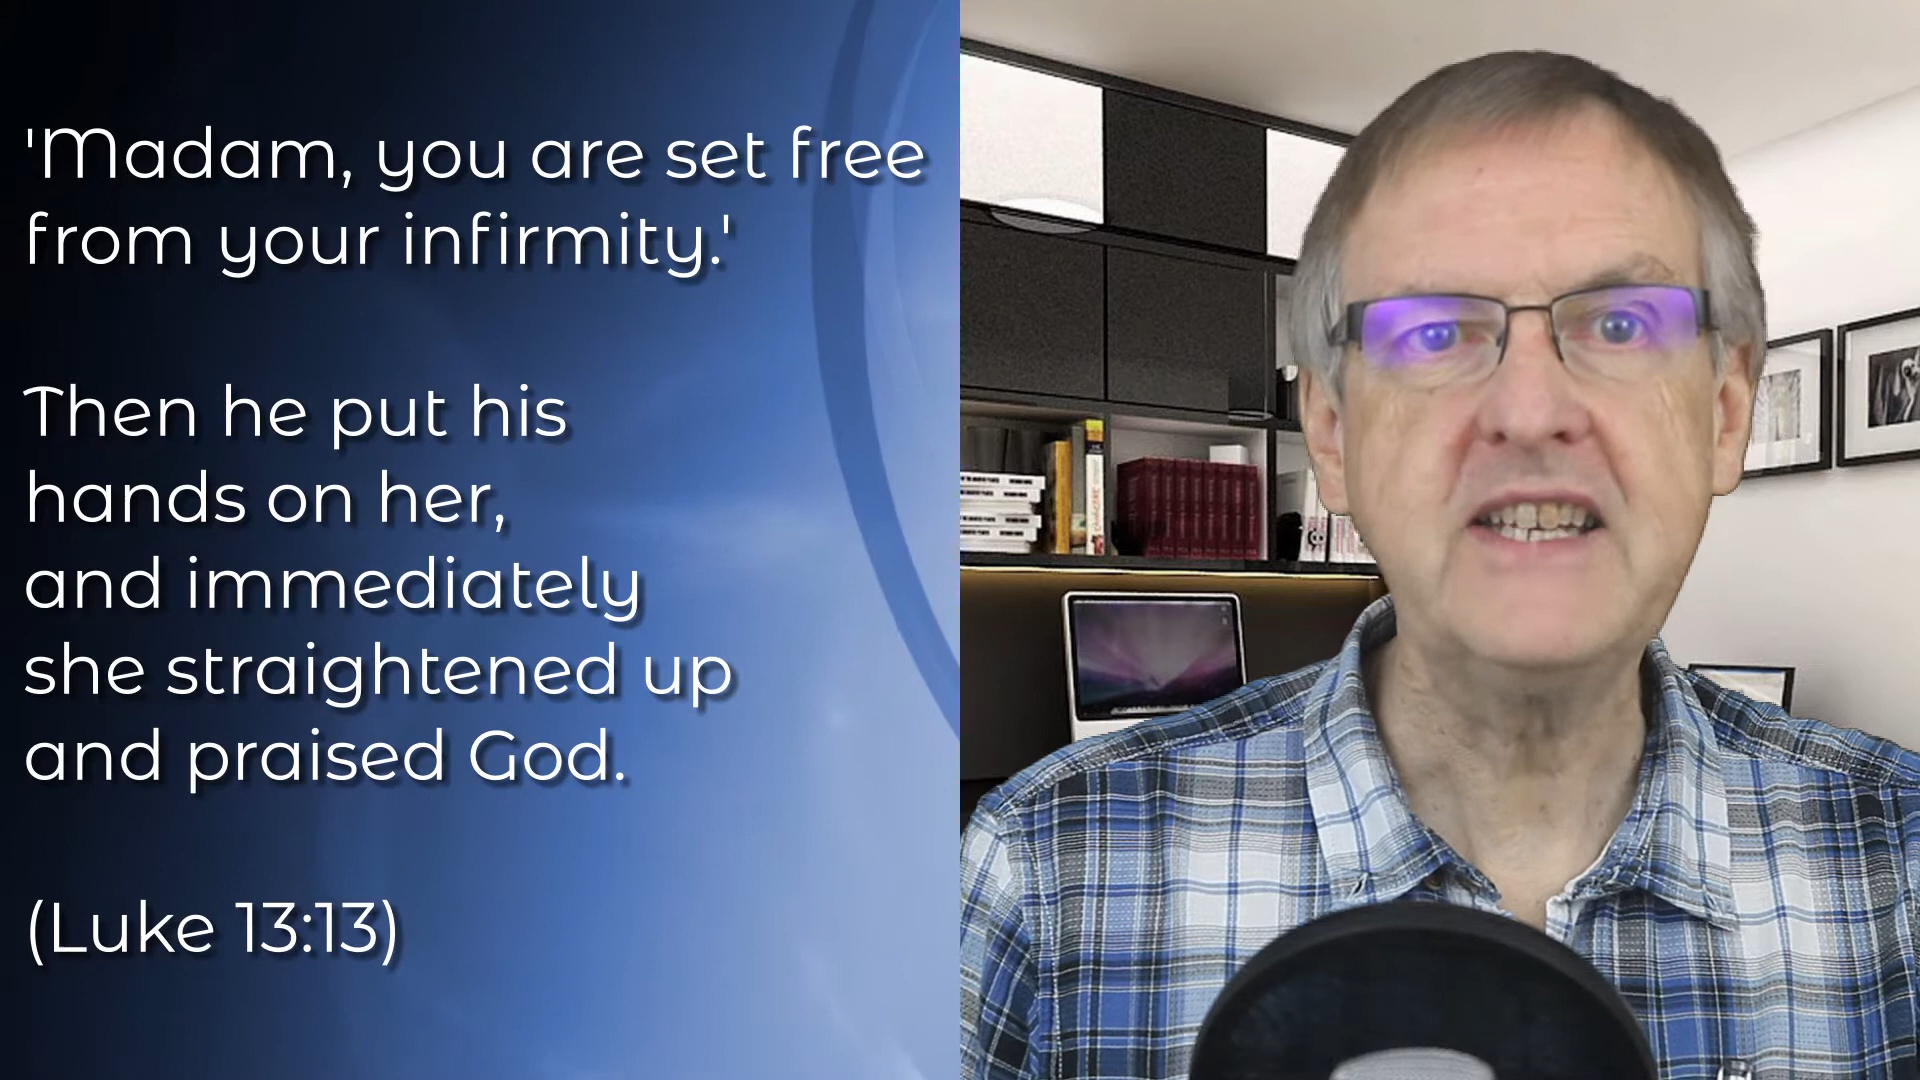 'Madam, you are set free
from your infirmity.'
Then he put his
hands on her,
and immediately
she straightened up
and praised God.
(Luke 13:13)